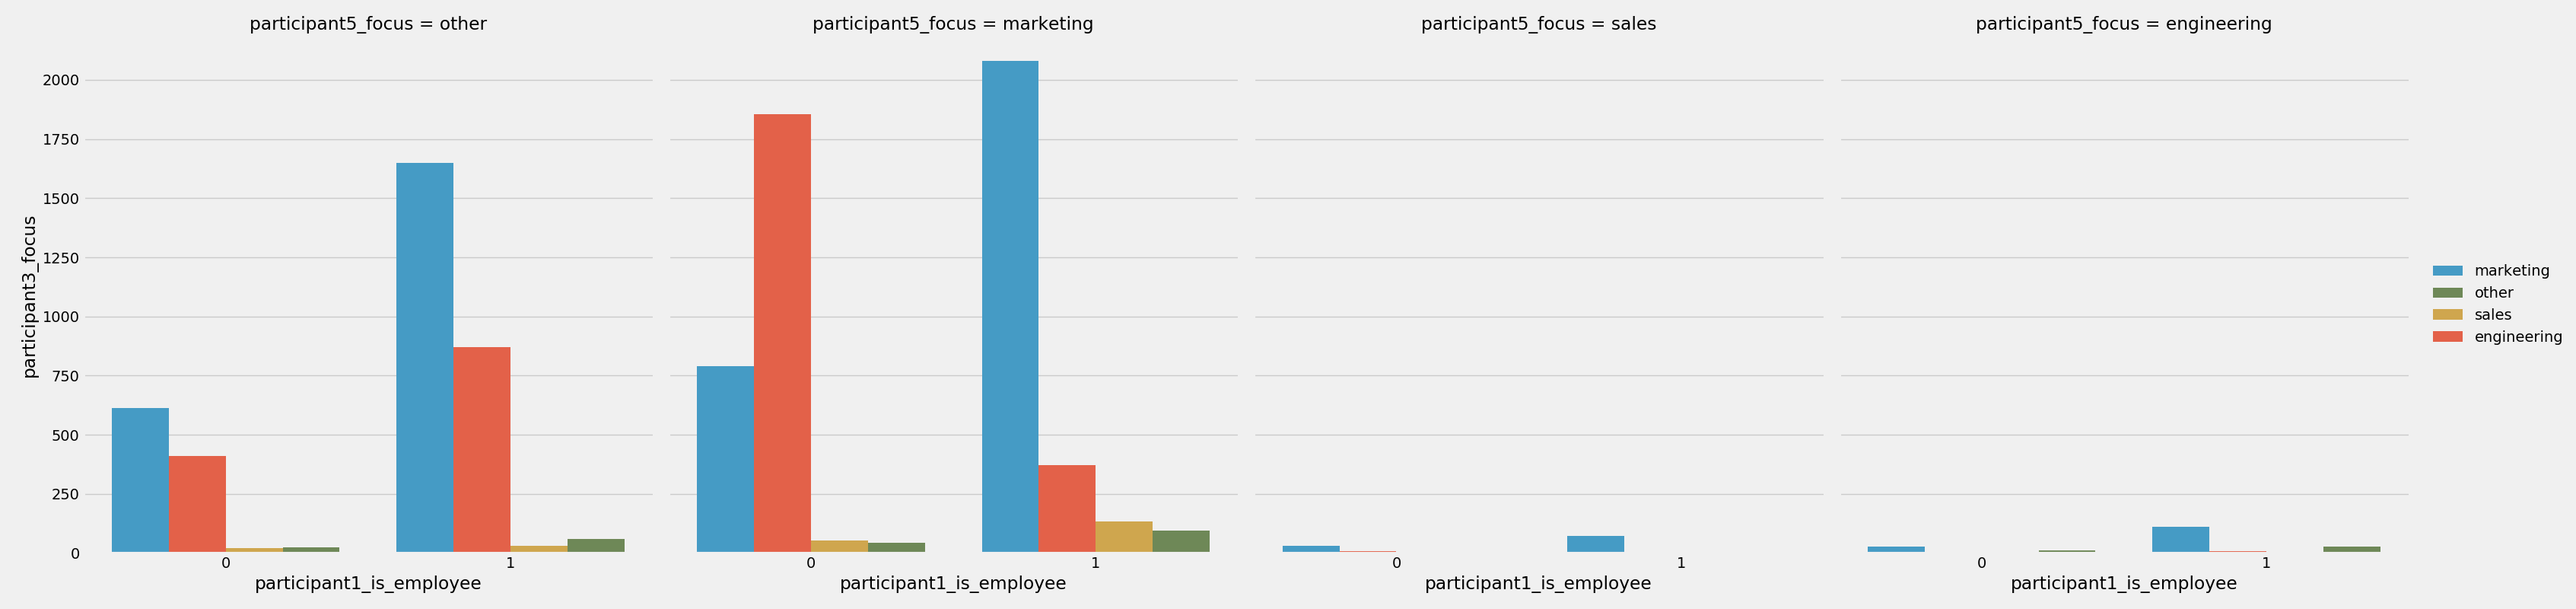 participant5_focus = other
participant5_focus = marketing
participant5_focus = sales
participant5_focus = engineering
participant3_focus
2000
1750
1500
1250
1000
750
500
250
0
0 1
0 1
0 1
0 1
participant1_is_employee
participant1_is_employee
participant1_is_employee
participant1_is_employee
marketing
other
sales
engineering